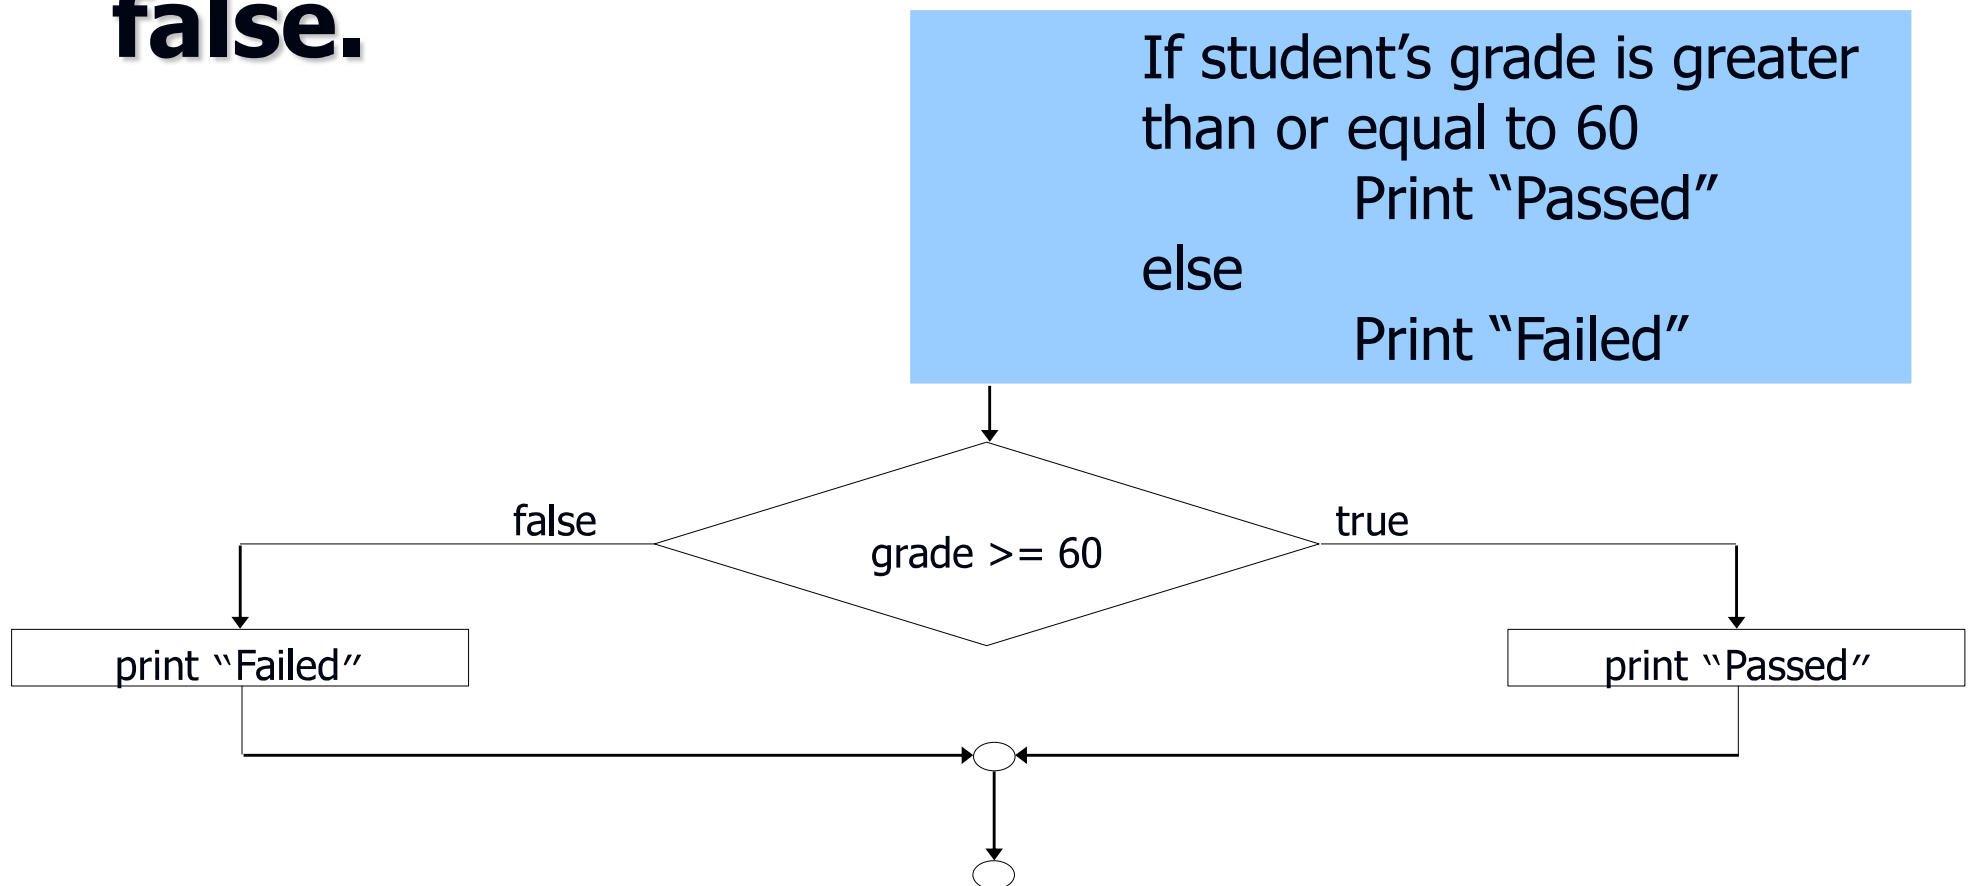 false.
If student’s grade is greater
than or equal to 60
Print “Passed”
else
Print “Failed”
false
true
grade >= 60
print “Failed”
print “Passed”